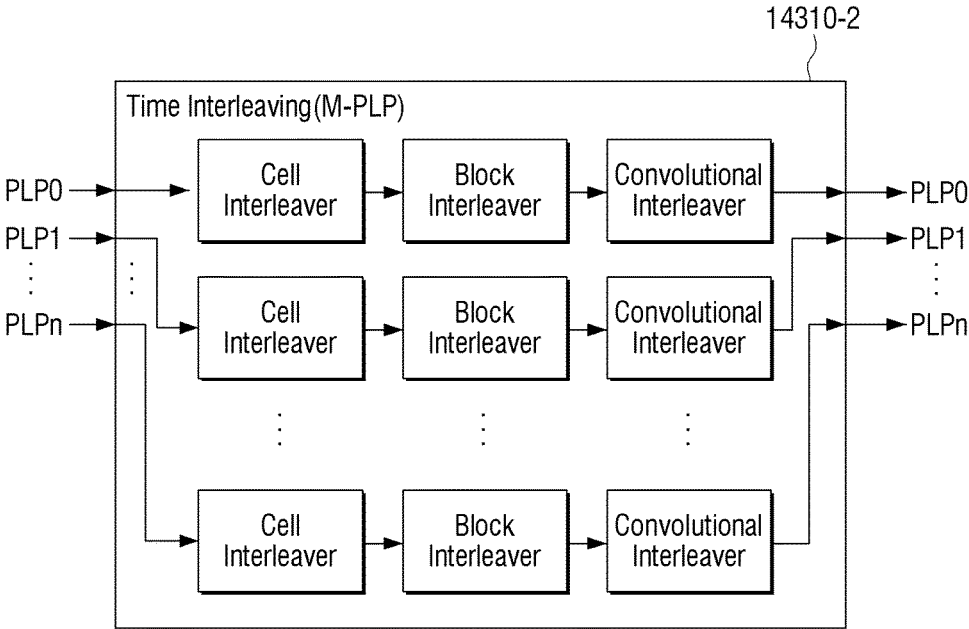 14310-2
Time Interleaving(M-PLP)
PLP0
Cell
Interleaver
Block
Interleaver
Convolutional
Interleaver
PLP0
PLP1
PLP1
Cell
Interleaver
Block
Interleaver
Convolutional
Interleaver
PLPn
PLPn
Cell
Interleaver
Block
Interleaver
Convolutional
Interleaver